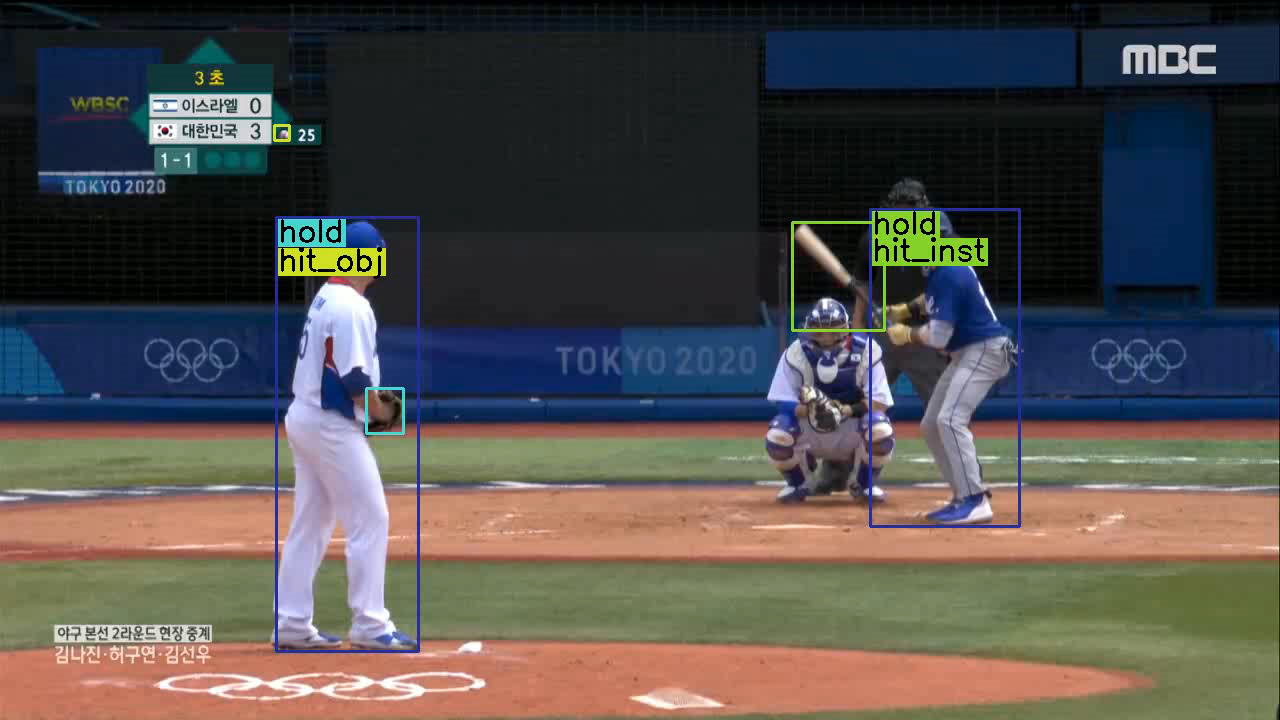 MBC
WBSC
3 초
이스라엘 0
대한민국 3
25
1-1
TOKYO 2020
hold
hit_obj
hold
hit_inst
TOKYO 2020
야구 본선 2라운드 현장 중계
김나진·허구연·김선우